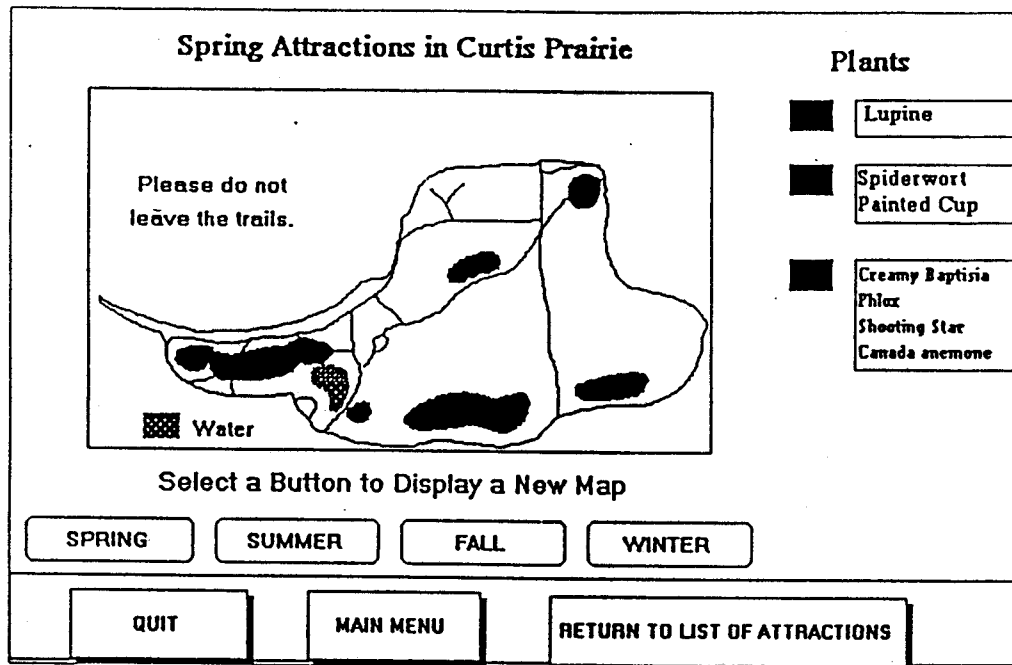 Spring Attractions in Curtis Prairie
Plants
Lupine
Spiderwort
Painted Cup
Creamy Baptisia
Phlox
Shooting Star
Canada anemone
Please do not
leave the trails.
Water
Select a Button to Display a New Map
SPRING
SUMMER
FALL
WINTER
QUIT
MAIN MENU
RETURN TO LIST OF ATTRACTIONS